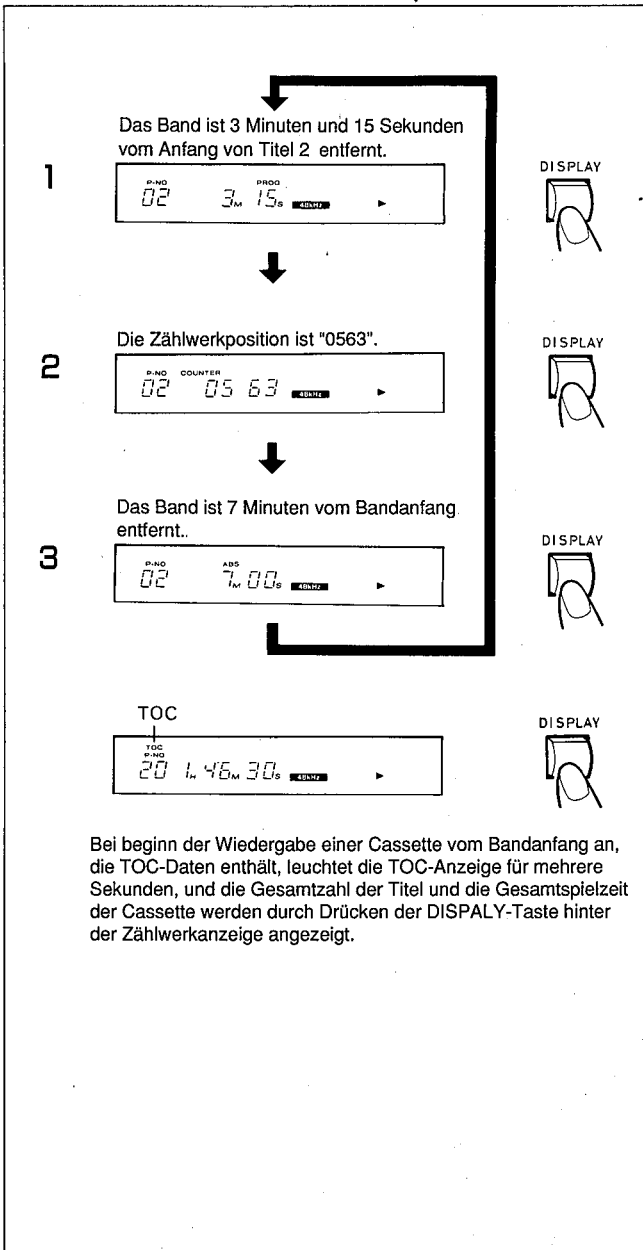 Das Band ist 3 Minuten und 15 Sekunden
vom Anfang von Titel 2 entfernt.
1
DISPLAY
P-NO PROG
02 3M 15s 48kHz
Die Zählwerkposition ist "0563".
2
DISPLAY
P-NO COUNTER
02 05 63 48kHz
Das Band ist 7 Minuten vom Bandanfang
entfernt..
3
DISPLAY
P-NO ABS
02 7M 00s 48kHz
TOC
DISPLAY
TOC
P-NO
20 1H 46M 30s 48kHz
Bei beginn der Wiedergabe einer Cassette vom Bandanfang an,
die TOC-Daten enthält, leuchtet die TOC-Anzeige für mehrere
Sekunden, und die Gesamtzahl der Titel und die Gesamtspielzeit
der Cassette werden durch Drücken der DISPALY-Taste hinter
der Zählwerkanzeige angezeigt.